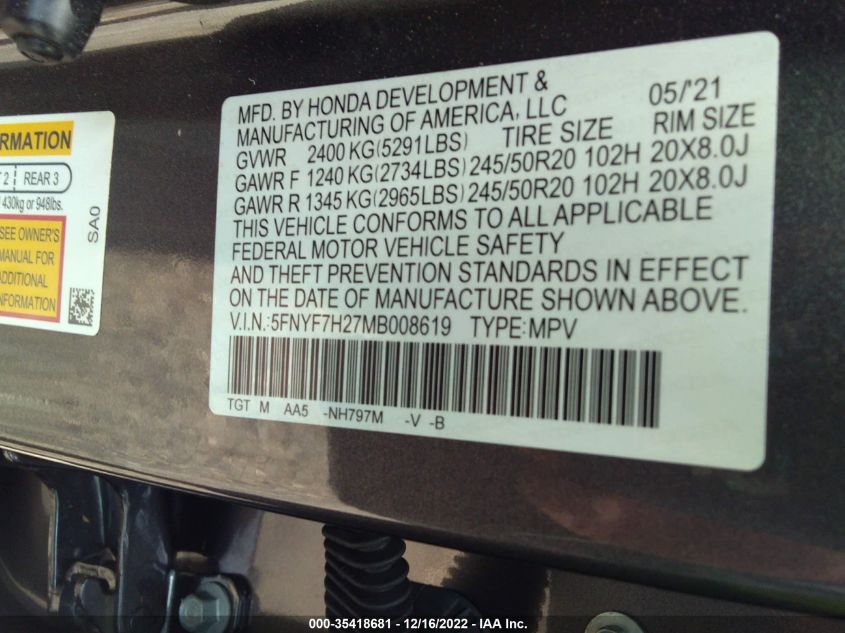 RMATION
2 REAR 3
430kg or 948lbs.
SEE OWNER'S
MANUAL FOR
ADDITIONAL
INFORMATION
SA0
MFD. BY HONDA DEVELOPMENT & 05/'21
MANUFACTURING OF AMERICA, LLC
GVWR 2400 KG(5291LBS) TIRE SIZE RIM SIZE
GAWR F 1240 KG(2734LBS) 245/50R20 102H 20X8.0J
GAWR R 1345 KG(2965LBS) 245/50R20 102H 20X8.0J
THIS VEHICLE CONFORMS TO ALL APPLICABLE
FEDERAL MOTOR VEHICLE SAFETY
AND THEFT PREVENTION STANDARDS IN EFFECT
ON THE DATE OF MANUFACTURE SHOWN ABOVE.
V.I.N.:5FNYF7H27MB008619 TYPE:MPV
TGT M AA5 -NH797M -V -B
000-35418681 - 12/16/2022 - IAA Inc.